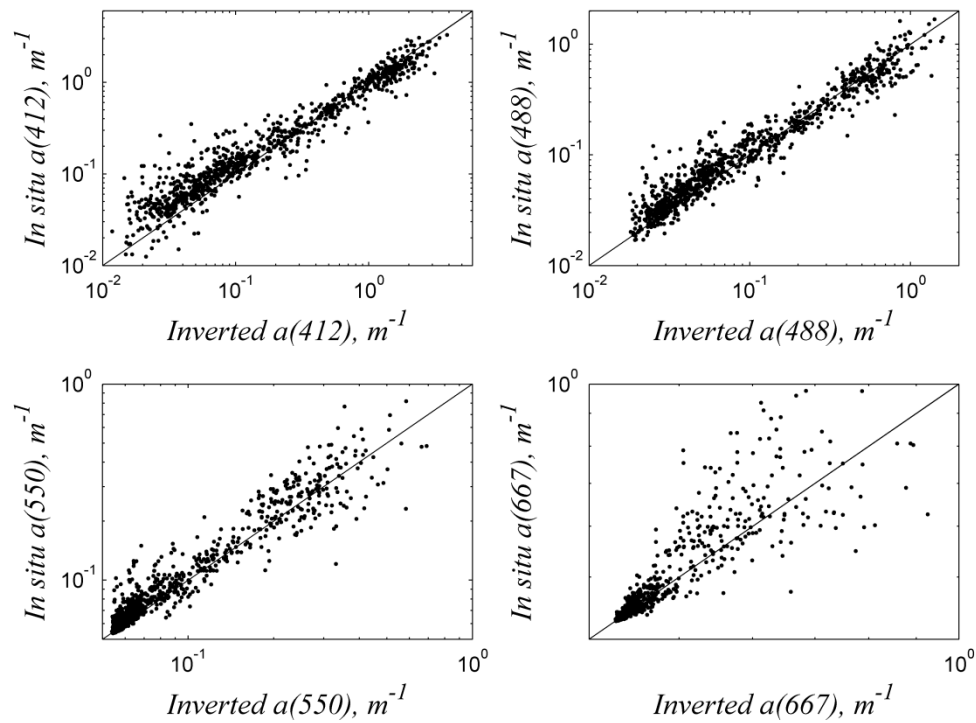 10^0
10^-1
10^-2
10^-2 10^-1 10^0
In situ a(412), m^-1
Inverted a(412), m^-1
10^0
10^-1
10^-2
10^-2 10^-1 10^0
In situ a(488), m^-1
Inverted a(488), m^-1
10^0
10^-1
10^-1 10^0
In situ a(550), m^-1
Inverted a(550), m^-1
10^0
10^0
In situ a(667), m^-1
Inverted a(667), m^-1